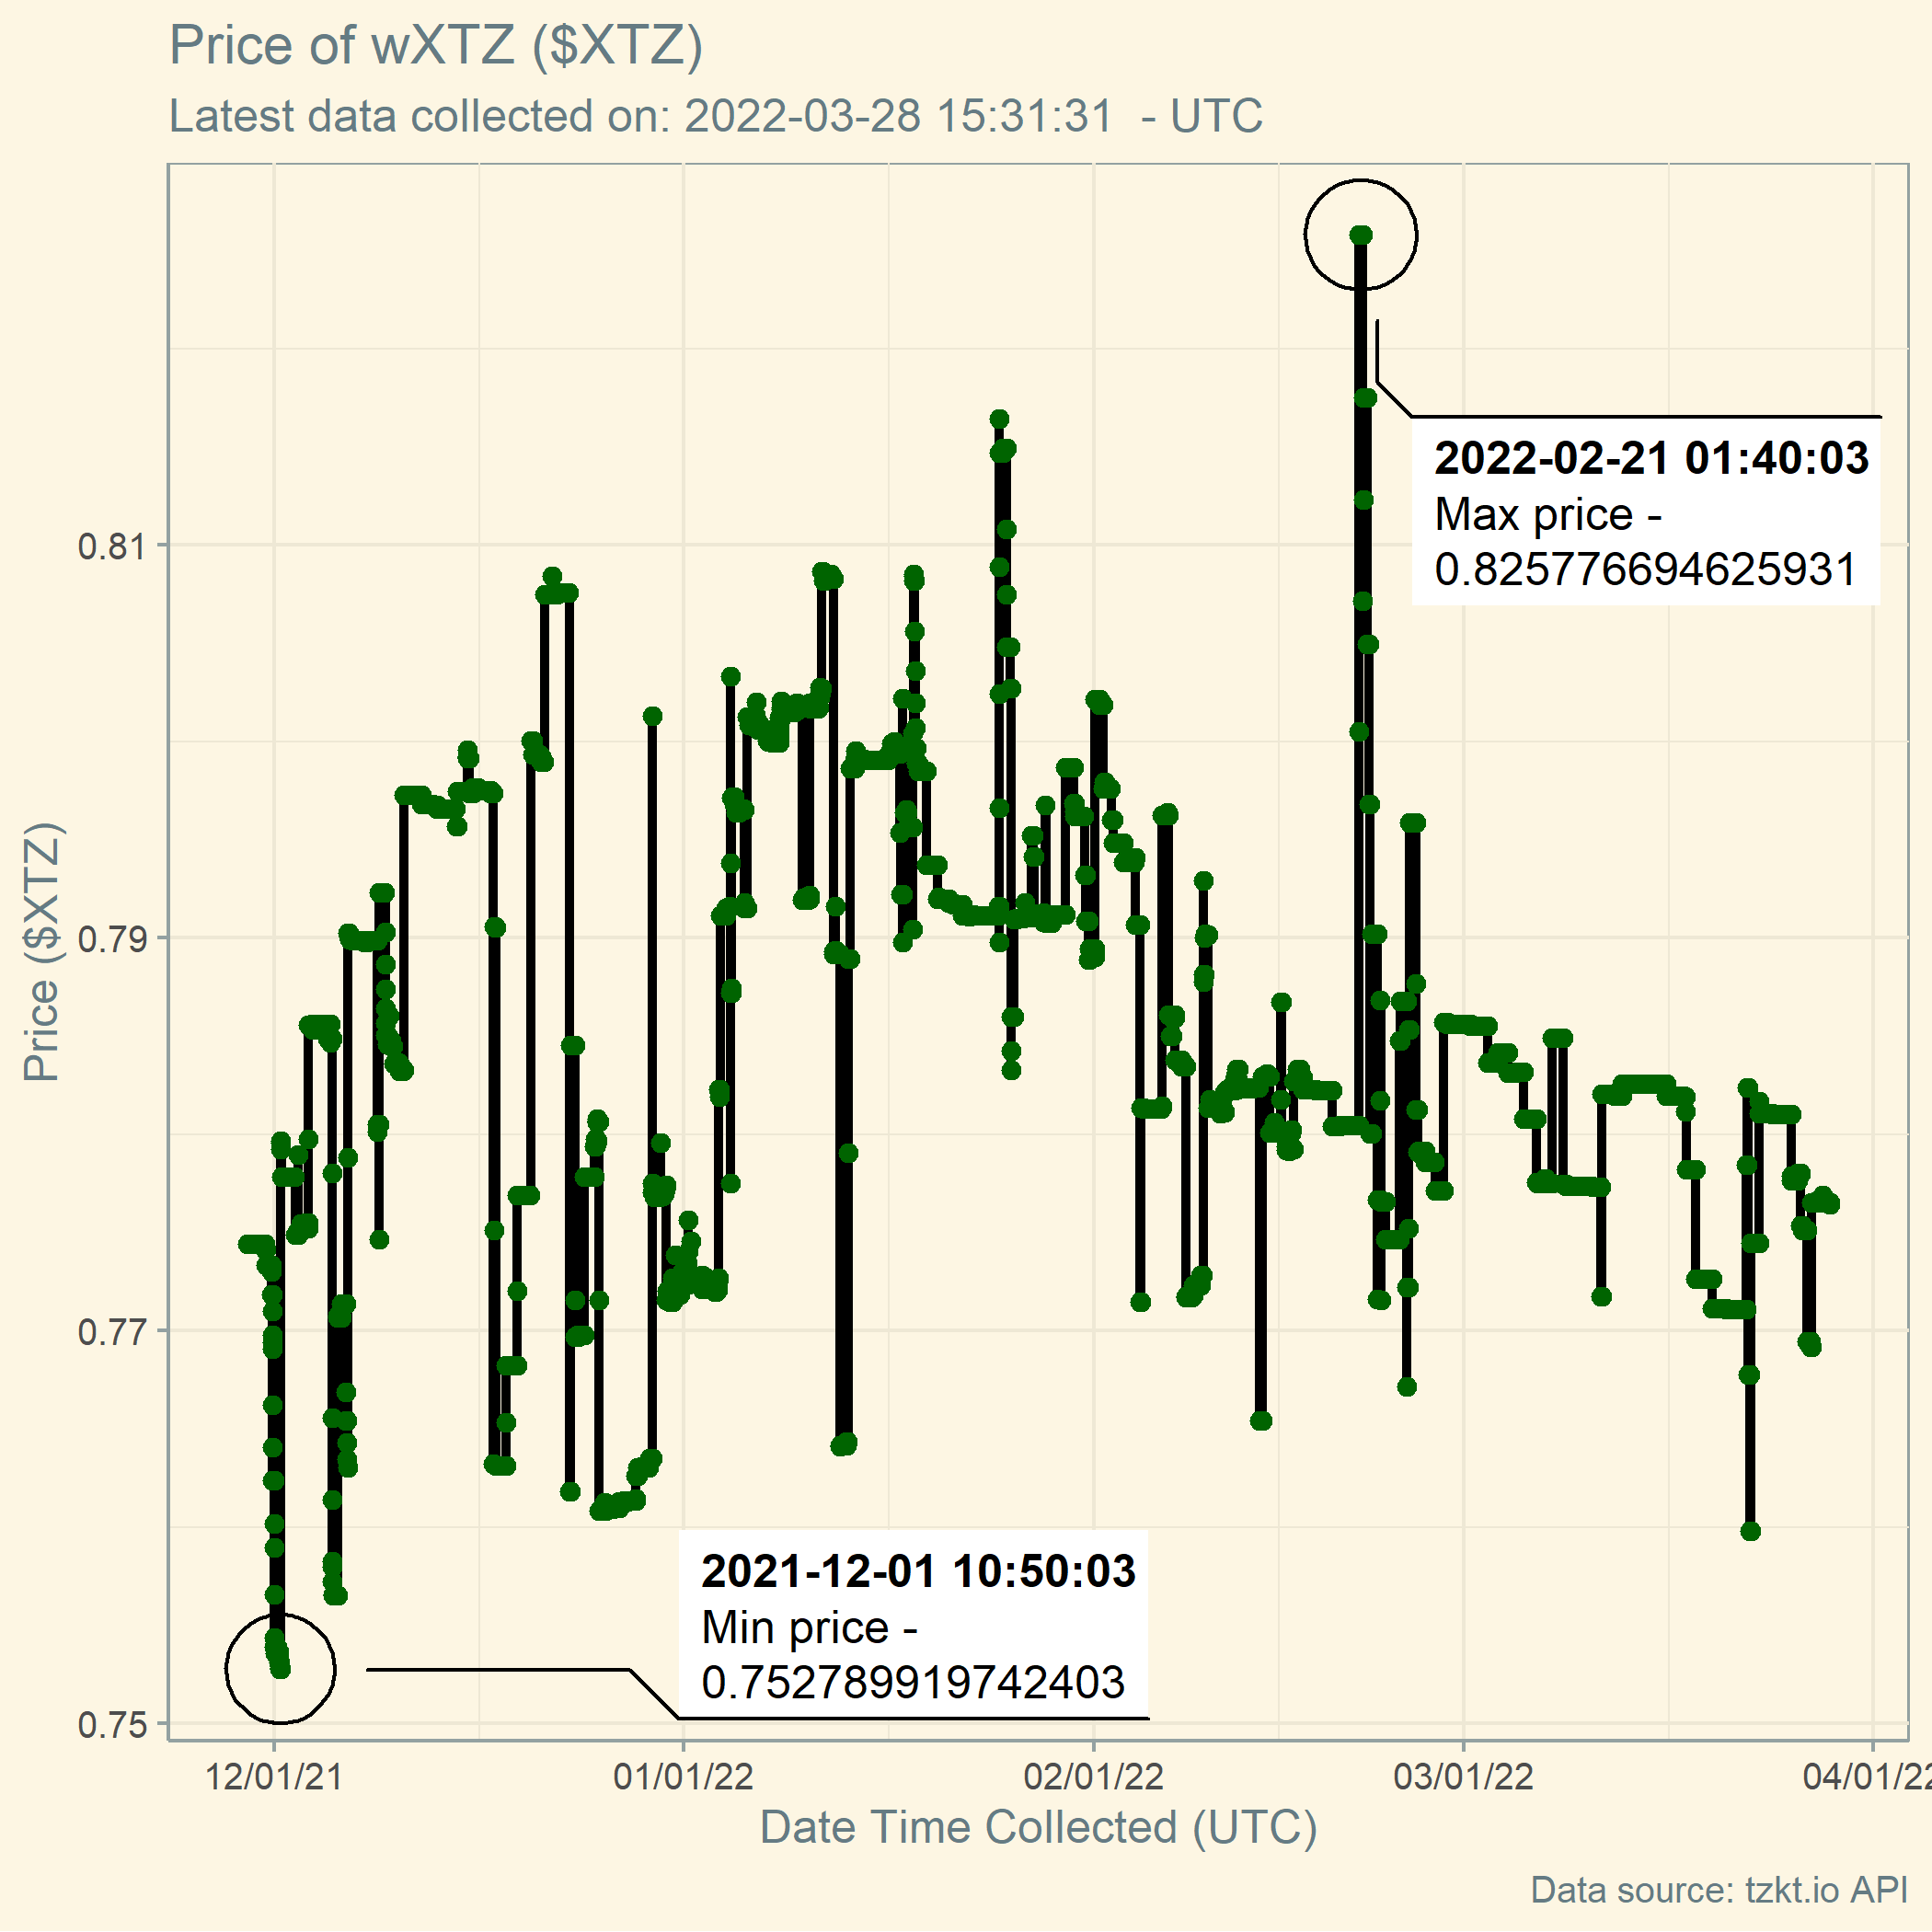 Price of wXTZ ($XTZ)
Latest data collected on: 2022-03-28 15:31:31  - UTC
2022-02-21 01:40:03
Max price -
0.825776694625931
0.81
0.79
0.77
0.75
Price ($XTZ)
2021-12-01 10:50:03
Min price -
0.752789919742403
12/01/21
01/01/22
02/01/22
03/01/22
04/01/22
Date Time Collected (UTC)
Data source: tzkt.io API